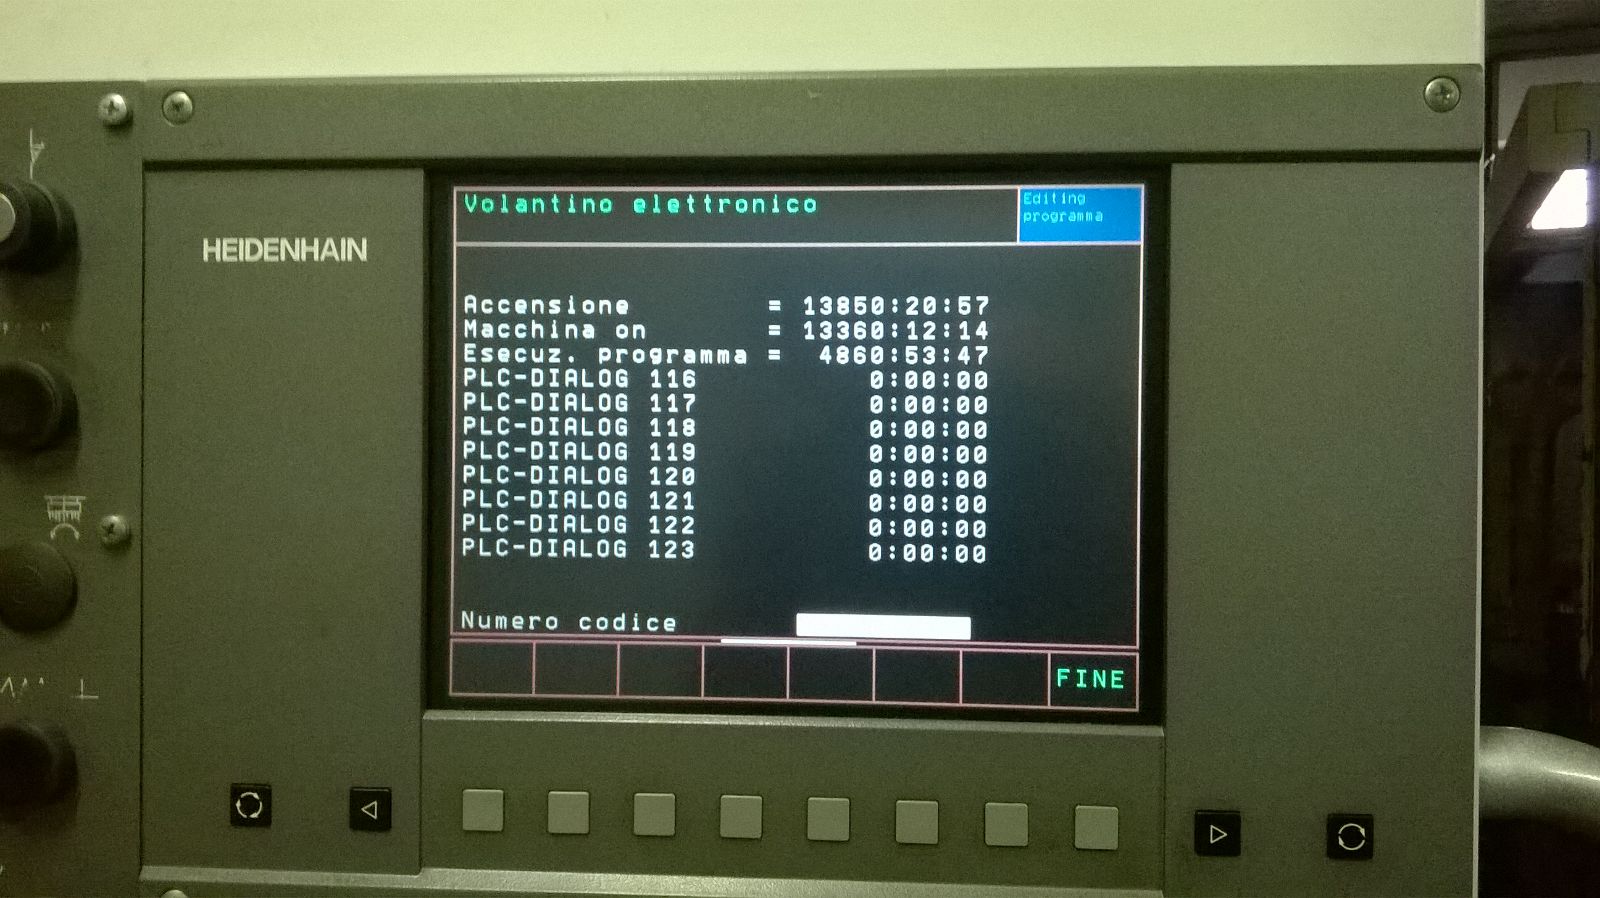 Volantino elettronico
Editing
programma
HEIDENHAIN
Accensione = 13850:20:57
Macchina on = 13360:12:14
Esecuz. programma = 4860:53:47
PLC-DIALOG 116 0:00:00
PLC-DIALOG 117 0:00:00
PLC-DIALOG 118 0:00:00
PLC-DIALOG 119 0:00:00
PLC-DIALOG 120 0:00:00
PLC-DIALOG 121 0:00:00
PLC-DIALOG 122 0:00:00
PLC-DIALOG 123 0:00:00
Numero codice
FINE